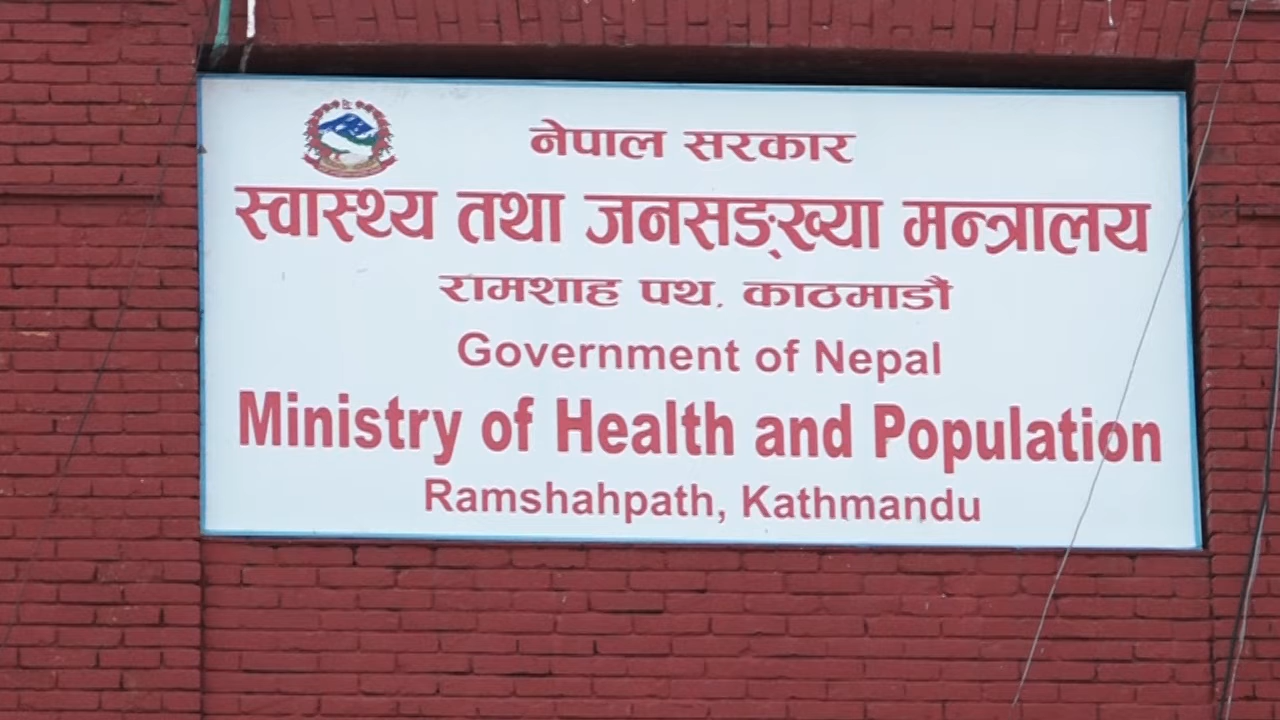 नेपाल सरकार
स्वास्थ्य तथा जनसङ्ख्या मन्त्रालय
रामशाह पथ, काठमाडौं
Government of Nepal
Ministry of Health and Population
Ramshahpath, Kathmandu